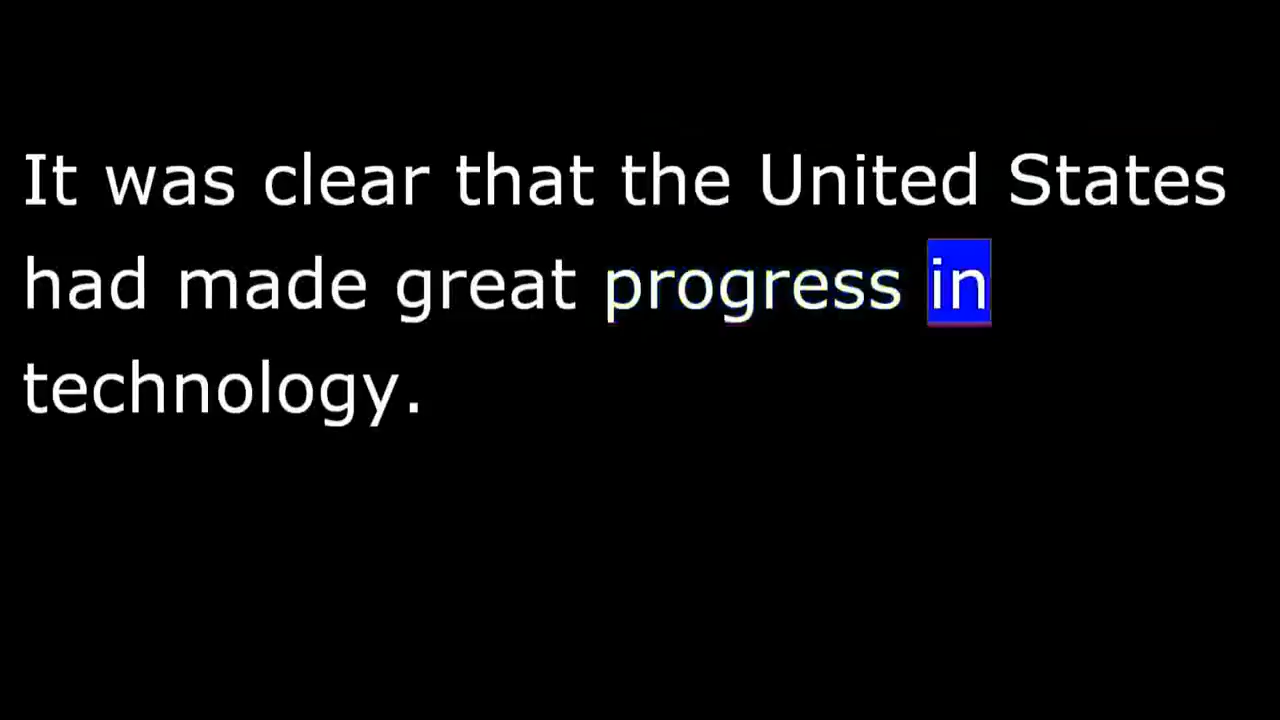 It was clear that the United States
had made great progress in
technology.